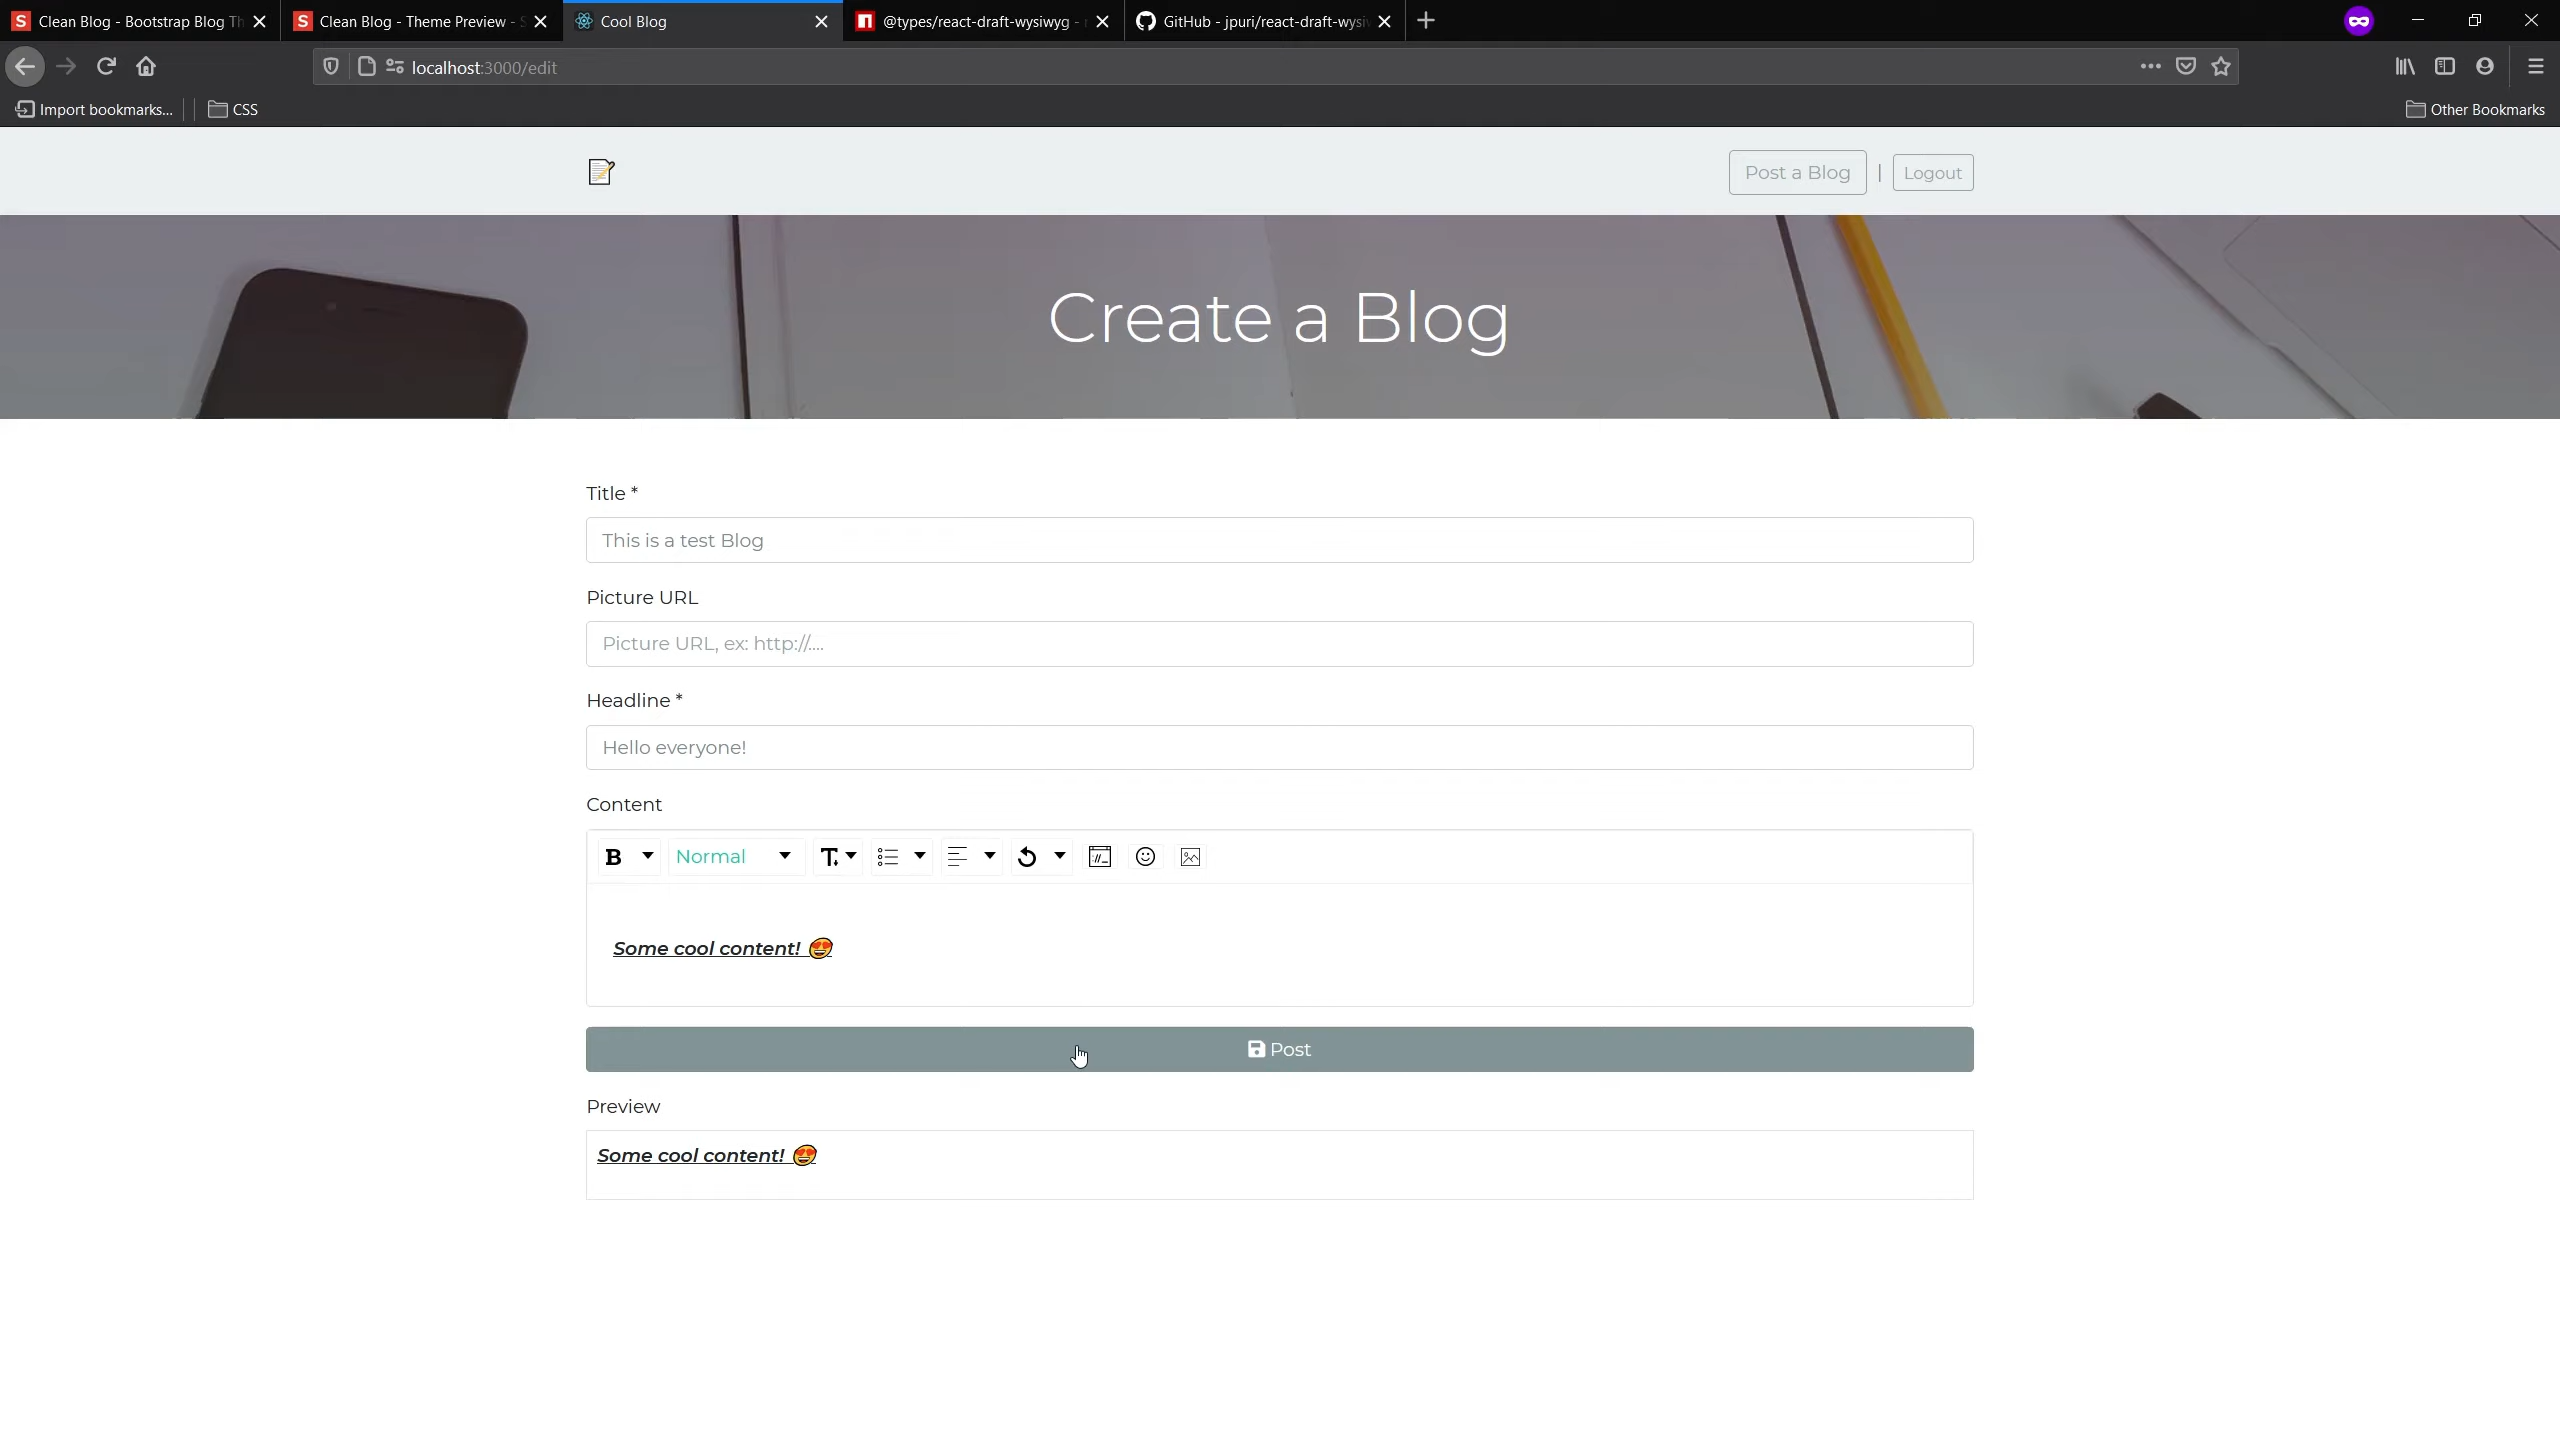 Clean Blog - Bootstrap Blog Th
Clean Blog - Theme Preview - S
Cool Blog
@types/react-draft-wysiwyg -
GitHub - jpuri/react-draft-wysiw
localhost:3000/edit
Import bookmarks...
CSS
Other Bookmarks
Post a Blog | Logout
Create a Blog
Title *
This is a test Blog
Picture URL
Picture URL, ex: http://....
Headline *
Hello everyone!
Content
B Normal
Some cool content! 😍
Post
Preview
Some cool content! 😍